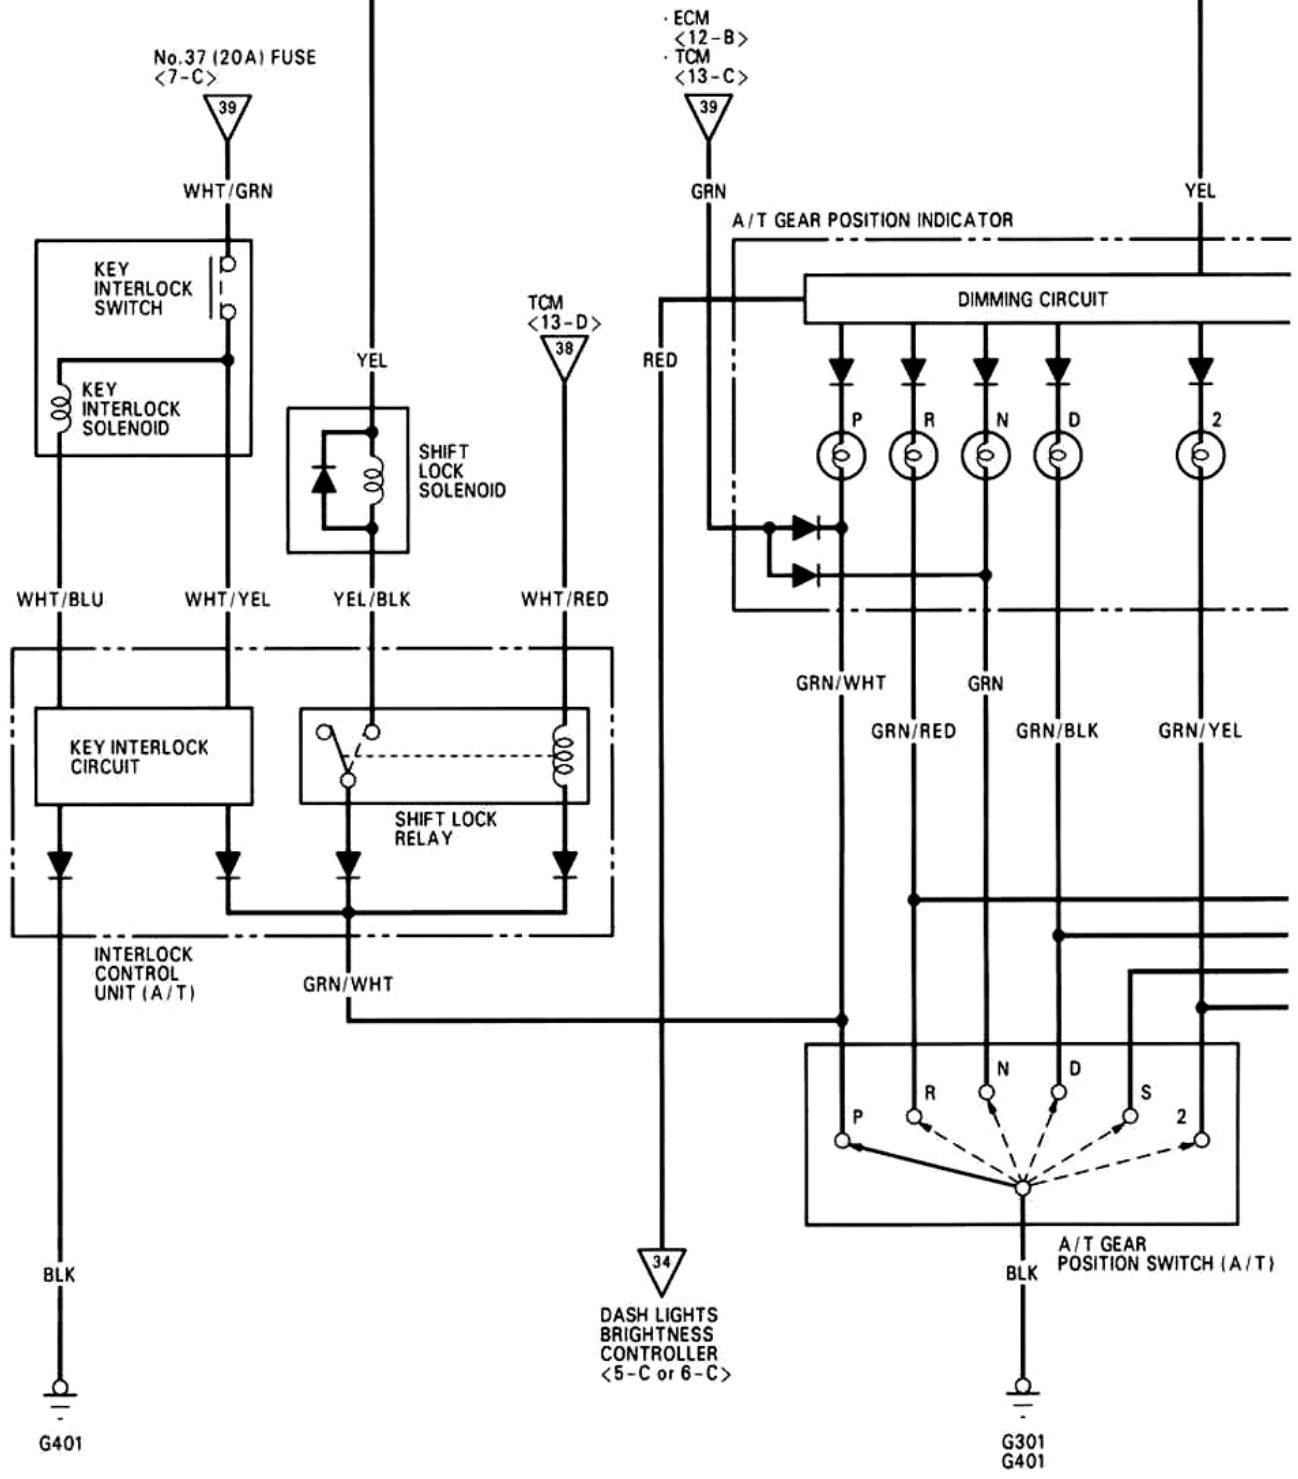 · ECM
<12-B>
· TCM
<13-C>
No.37 (20A) FUSE
<7-C>
39
39
WHT/GRN
GRN
YEL
A/T GEAR POSITION INDICATOR
KEY
INTERLOCK
SWITCH
DIMMING CIRCUIT
TCM
<13-D>
38
YEL
RED
KEY
INTERLOCK
SOLENOID
P
R
N
D
2
SHIFT
LOCK
SOLENOID
WHT/BLU
WHT/YEL
YEL/BLK
WHT/RED
GRN/WHT
GRN
GRN/RED
GRN/BLK
GRN/YEL
KEY INTERLOCK
CIRCUIT
SHIFT LOCK
RELAY
INTERLOCK
CONTROL
UNIT (A/T)
GRN/WHT
P
R
N
D
S
2
A/T GEAR
POSITION SWITCH (A/T)
BLK
BLK
34
DASH LIGHTS
BRIGHTNESS
CONTROLLER
<5-C or 6-C>
G401
G301
G401